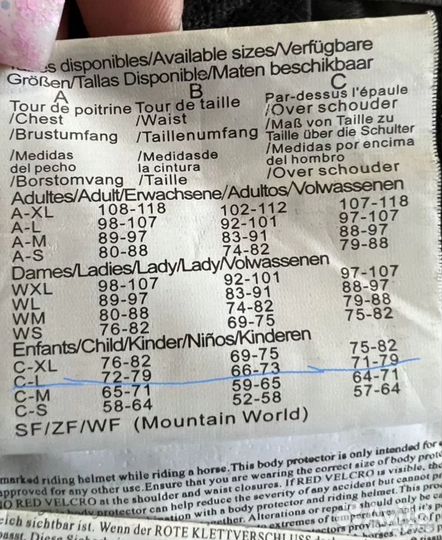 disponibles/Available sizes/Verfügbare
Größen/Tallas Disponible/Maten beschikbaar
A B C
Tour de poitrine Tour de taille Par-dessus l'épaule
/Chest /Waist /Over schouder
/Brustumfang /Taillenumfang /Maß von Taille zu
Taille über die Schulter
/Medidas /Medidasde /Medidas por encima
del pecho la cintura del hombro
/Borstomvang /Taille /Over schouder
Adultes/Adult/Erwachsene/Adultos/Volwassenen
A-XL 108-118 102-112 107-118
A-L 98-107 92-101 97-107
A-M 89-97 83-91 88-97
A-S 80-88 74-82 79-88
Dames/Ladies/Lady/Lady/Volwassenen
WXL 98-107 92-101 97-107
WL 89-97 83-91 88-97
WM 80-88 74-82 79-88
WS 76-82 69-75 75-82
Enfants/Child/Kinder/Niños/Kinderen
C-XL 76-82 69-75 75-82
C-L 72-79 66-73 71-79
C-M 65-71 59-65 64-71
C-S 58-64 52-58 57-64
SF/ZF/WF (Mountain World)
marked riding helmet while riding a horse. This body protector is only intended for
approved for any other use. Ensure that you are wearing the correct size of body
NO RED VELCRO at the shoulder and waist closures. If RED VELCRO is visible, the
body protector can help reduce the severity of any accident but cannot
with a body protector and riding helmet. This
together. Alterations or
to extremes of
sichtbar ist. Wenn der ROTE KLETTVERSCHLUSS